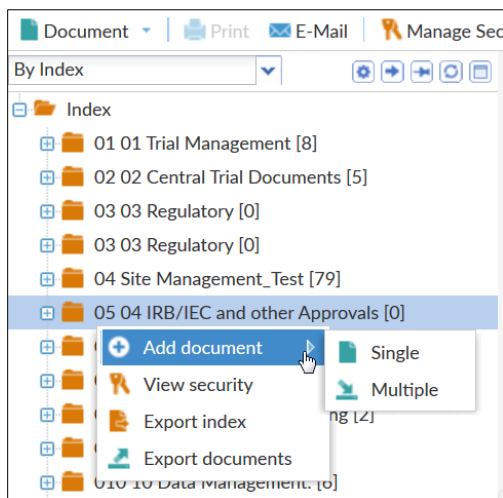 Document Print E-Mail Manage Sec
By Index
Index
01 01 Trial Management [8]
02 02 Central Trial Documents [5]
03 03 Regulatory [0]
03 03 Regulatory [0]
04 Site Management_Test [79]
05 04 IRB/IEC and other Approvals [0]
Add document
Single
View security
Multiple
Export index
ng [2]
Export documents
010 10 Data Management. [6]